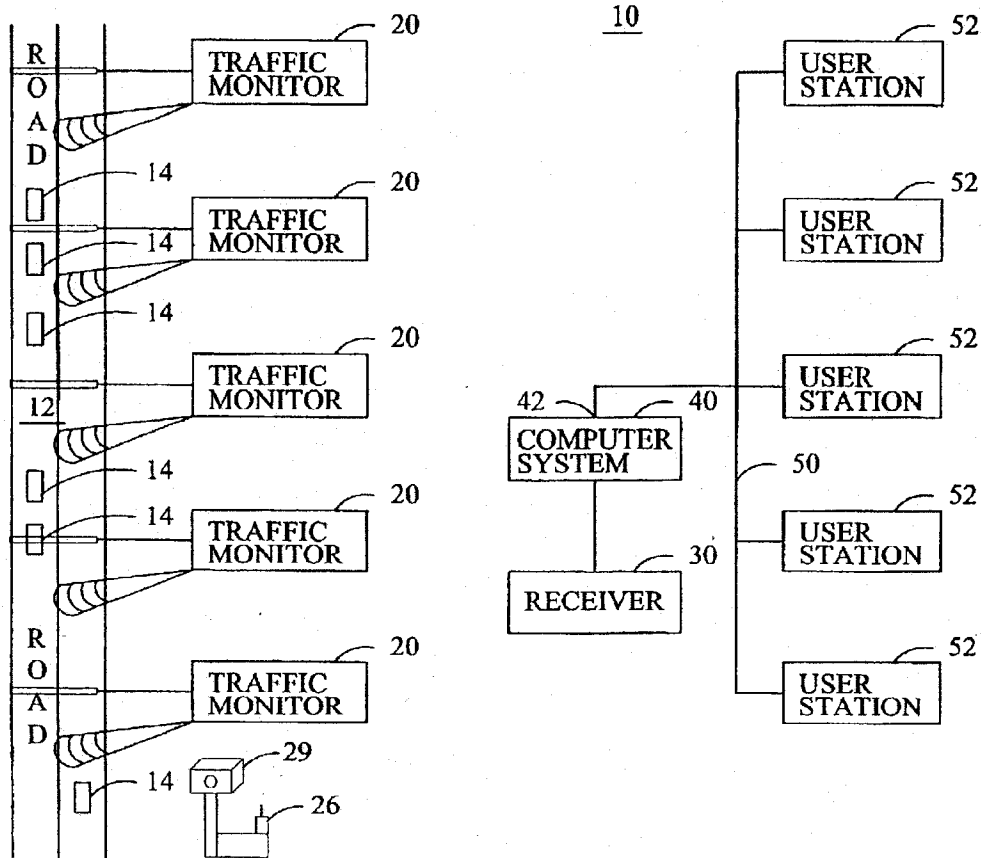 10
20
TRAFFIC
MONITOR
52
USER
STATION
ROAD
14
20
TRAFFIC
MONITOR
52
USER
STATION
14
14
20
TRAFFIC
MONITOR
52
USER
STATION
12
42
40
COMPUTER
SYSTEM
50
14
14
20
TRAFFIC
MONITOR
52
USER
STATION
30
RECEIVER
ROAD
20
TRAFFIC
MONITOR
52
USER
STATION
14
29
26